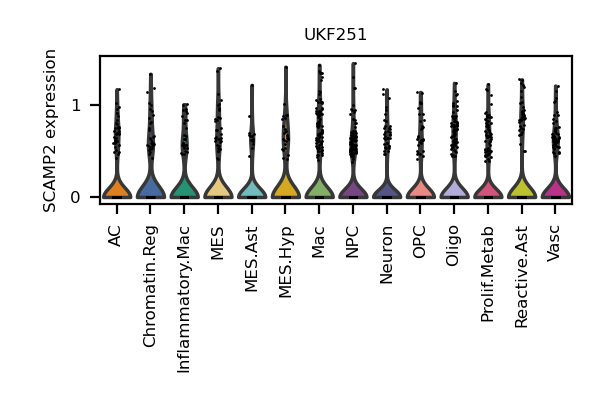 UKF251
SCAMP2 expression
1
0
AC
Chromatin.Reg
Inflammatory.Mac
MES
MES.Ast
MES.Hyp
Mac
NPC
Neuron
OPC
Oligo
Prolif.Metab
Reactive.Ast
Vasc